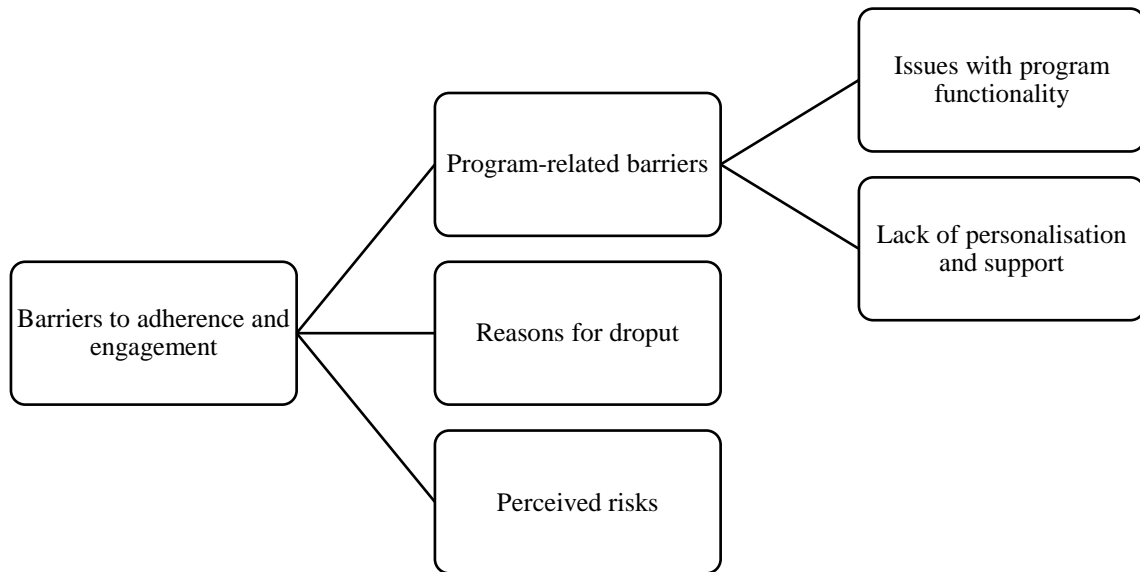 Barriers to adherence and
engagement
Program-related barriers
Issues with program
functionality
Lack of personalisation
and support
Reasons for droput
Perceived risks